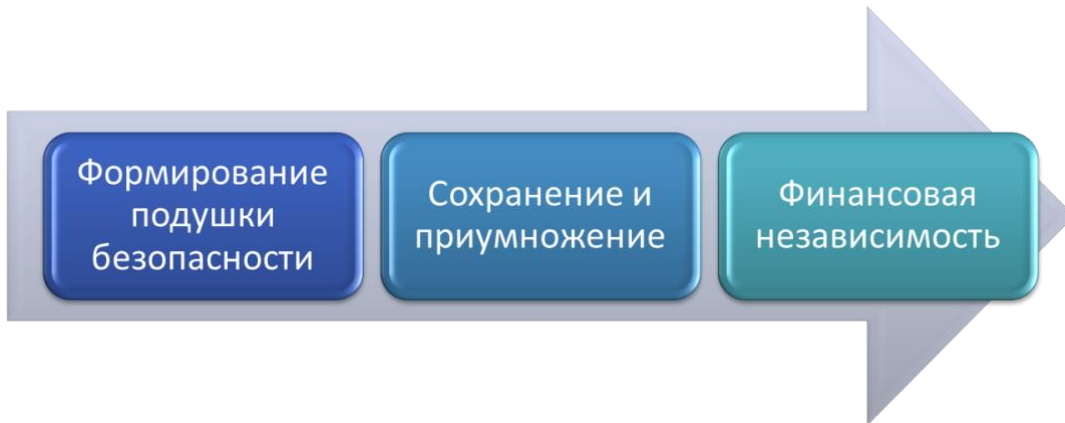 Формирование
подушки
безопасности
Сохранение и
приумножение
Финансовая
независимость